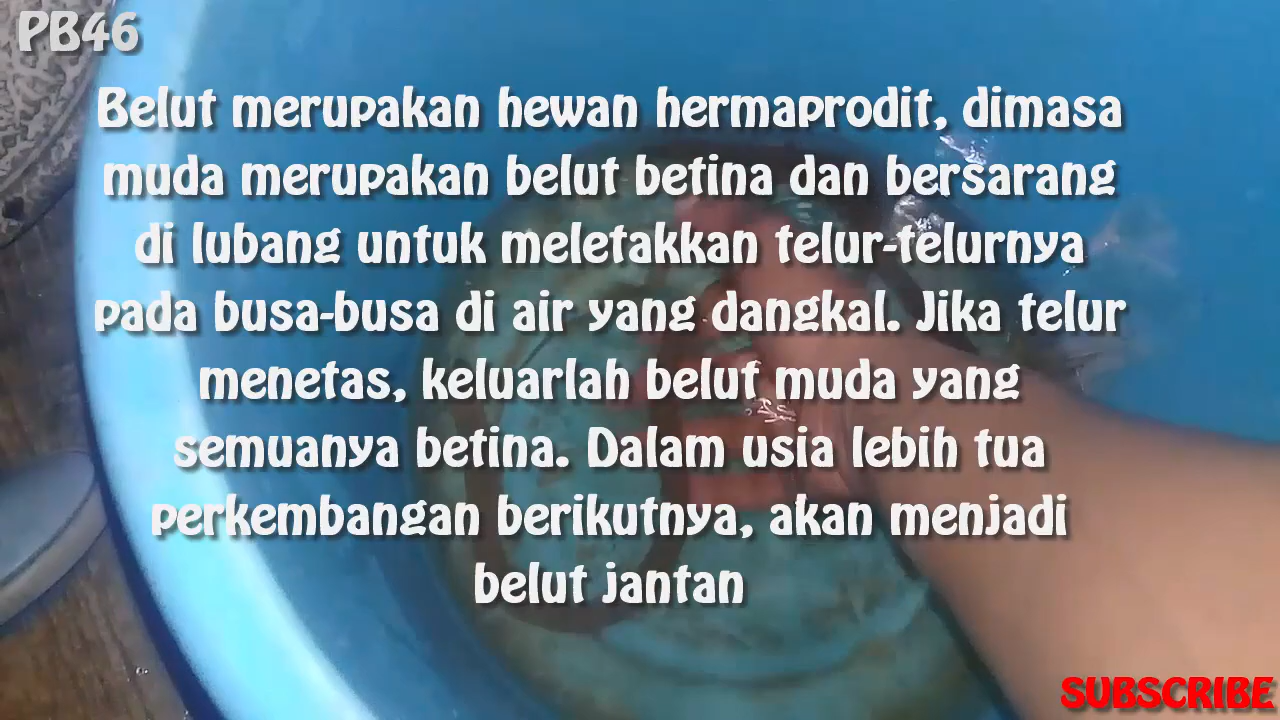 PB46
Belut merupakan hewan hermaprodit, dimasa
muda merupakan belut betina dan bersarang
di lubang untuk meletakkan telur-telurnya
pada busa-busa di air yang dangkal. Jika telur
menetas, keluarlah belut muda yang
semuanya betina. Dalam usia lebih tua
perkembangan berikutnya, akan menjadi
belut jantan
SUBSCRIBE